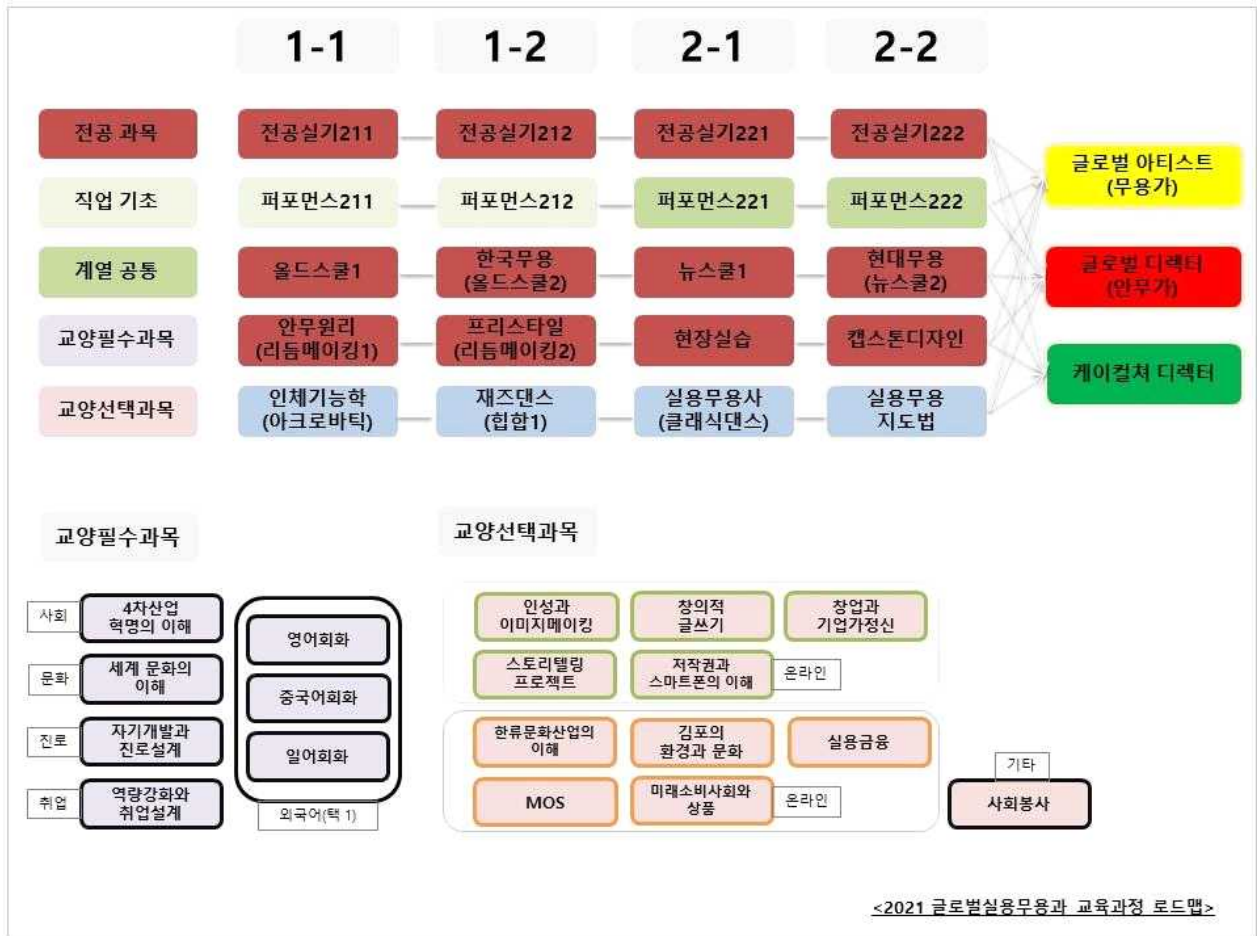 1-1
1-2
2-1
2-2
전공 과목
전공실기211
전공실기212
전공실기221
전공실기222
글로벌 아티스트
(무용가)
직업 기초
퍼포먼스211
퍼포먼스212
퍼포먼스221
퍼포먼스222
계열 공통
올드스쿨1
한국무용
(올드스쿨2)
뉴스쿨1
현대무용
(뉴스쿨2)
글로벌 디렉터
(안무가)
교양필수과목
안무원리
(리듬메이킹1)
프리스타일
(리듬메이킹2)
현장실습
캡스톤디자인
케이컬쳐 디렉터
교양선택과목
인체기능학
(아크로바틱)
재즈댄스
(힙합1)
실용무용사
(클래식댄스)
실용무용
지도법
교양필수과목
사회
4차산업
혁명의 이해
문화
세계 문화의
이해
진로
자기개발과
진로설계
취업
역량강화와
취업설계
영어회화
중국어회화
일어회화
외국어(택 1)
교양선택과목
인성과
이미지메이킹
창의적
글쓰기
창업과
기업가정신
스토리텔링
프로젝트
저작권과
스마트폰의 이해
온라인
한류문화산업의
이해
김포의
환경과 문화
실용금융
MOS
미래소비사회와
상품
온라인
기타
사회봉사
<2021 글로벌실용무용과 교육과정 로드맵>